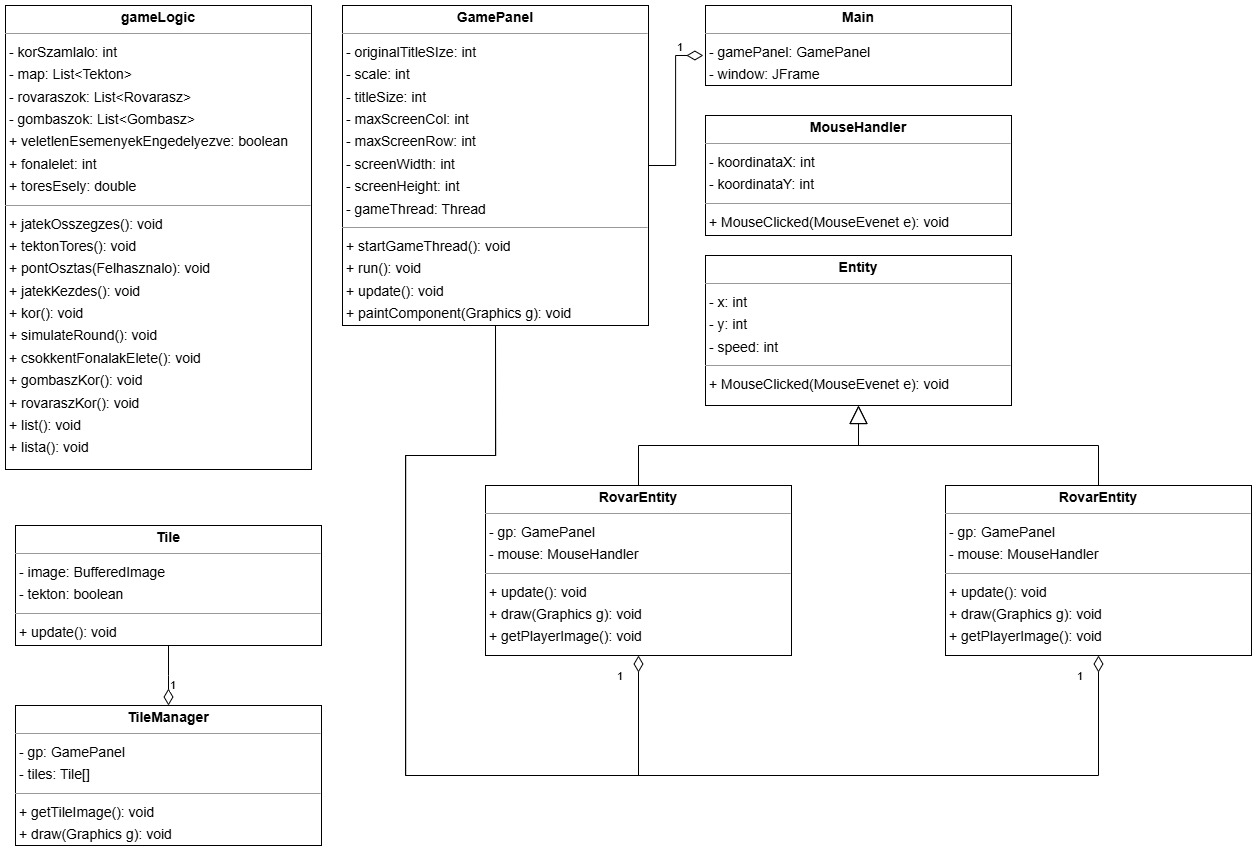 gameLogic
- korSzamlalo: int
- map: List<Tekton>
- rovaraszok: List<Rovarasz>
- gombaszok: List<Gombasz>
+ veletlenEsemenyekEngedelyezve: boolean
+ fonalelet: int
+ toresEsely: double
+ jatekOsszegzes(): void
+ tektonTores(): void
+ pontOsztas(Felhasznalo): void
+ jatekKezdes(): void
+ kor(): void
+ simulateRound(): void
+ csokkentFonalakElete(): void
+ gombaszKor(): void
+ rovaraszKor(): void
+ list(): void
+ lista(): void
GamePanel
- originalTitleSIze: int
- scale: int
- titleSize: int
- maxScreenCol: int
- maxScreenRow: int
- screenWidth: int
- screenHeight: int
- gameThread: Thread
+ startGameThread(): void
+ run(): void
+ update(): void
+ paintComponent(Graphics g): void
1
Main
- gamePanel: GamePanel
- window: JFrame
MouseHandler
- koordinataX: int
- koordinataY: int
+ MouseClicked(MouseEvenet e): void
Entity
- x: int
- y: int
- speed: int
+ MouseClicked(MouseEvenet e): void
RovarEntity
- gp: GamePanel
- mouse: MouseHandler
+ update(): void
+ draw(Graphics g): void
+ getPlayerImage(): void
1
RovarEntity
- gp: GamePanel
- mouse: MouseHandler
+ update(): void
+ draw(Graphics g): void
+ getPlayerImage(): void
1
Tile
- image: BufferedImage
- tekton: boolean
+ update(): void
1
TileManager
- gp: GamePanel
- tiles: Tile[]
+ getTileImage(): void
+ draw(Graphics g): void